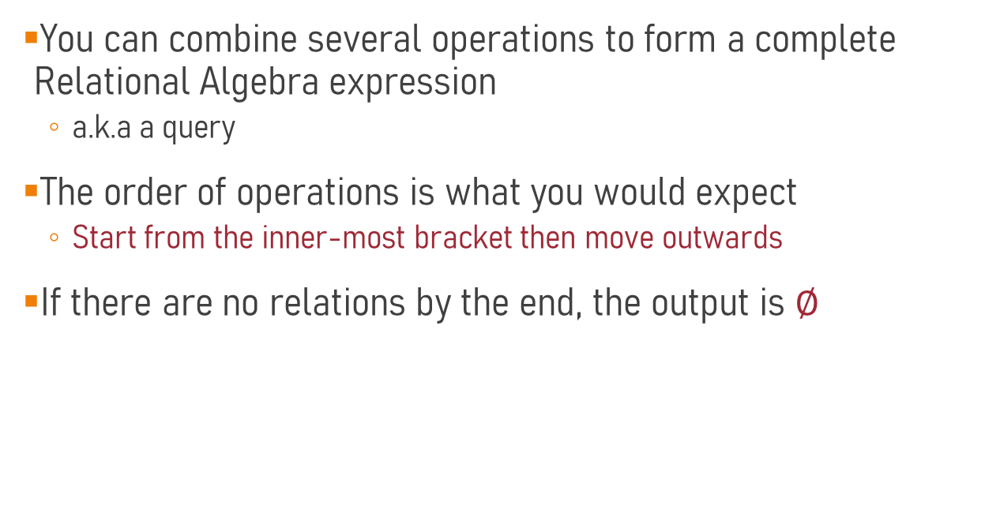 ▪You can combine several operations to form a complete
Relational Algebra expression
◦ a.k.a a query
▪The order of operations is what you would expect
◦ Start from the inner-most bracket then move outwards
▪If there are no relations by the end, the output is Ø